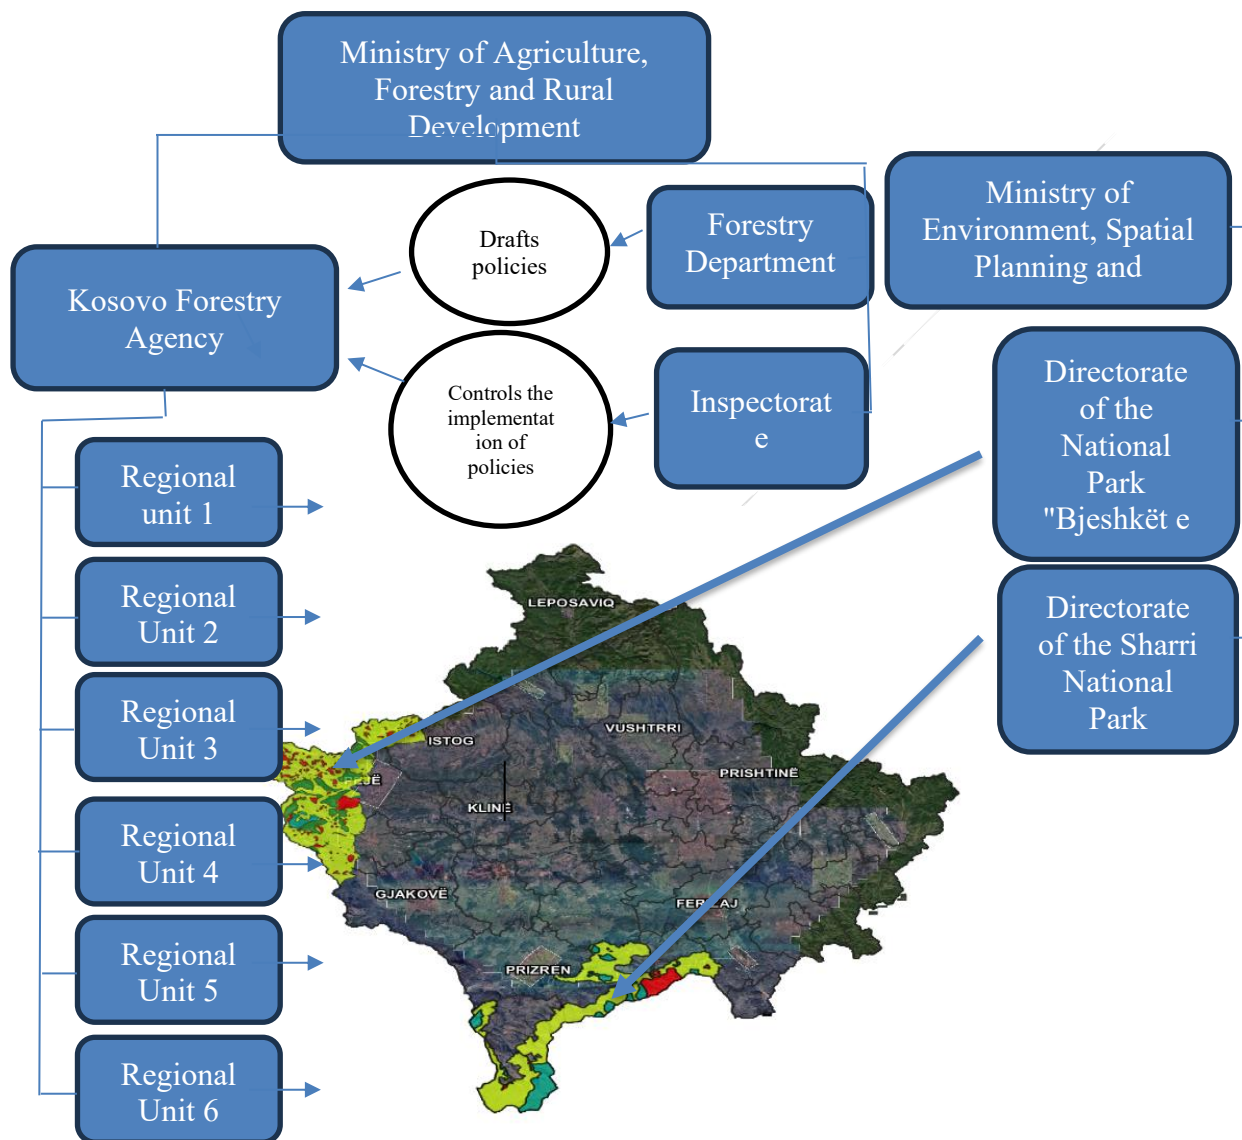 Ministry of Agriculture,
Forestry and Rural
Development
Ministry of
Environment, Spatial
Planning and
Drafts
policies
Forestry
Department
Kosovo Forestry
Agency
Controls the
implementat
ion of
policies
Inspectorat
e
Directorate
of the
National
Park
"Bjeshkët e
Directorate
of the Sharri
National
Park
Regional
unit 1
Regional
Unit 2
Regional
Unit 3
Regional
Unit 4
Regional
Unit 5
Regional
Unit 6
LEPOSAVIQ
ISTOG
VUSHTRRI
PEJË
PRISHTINË
KLINË
GJAKOVË
FERIZAJ
PRIZREN